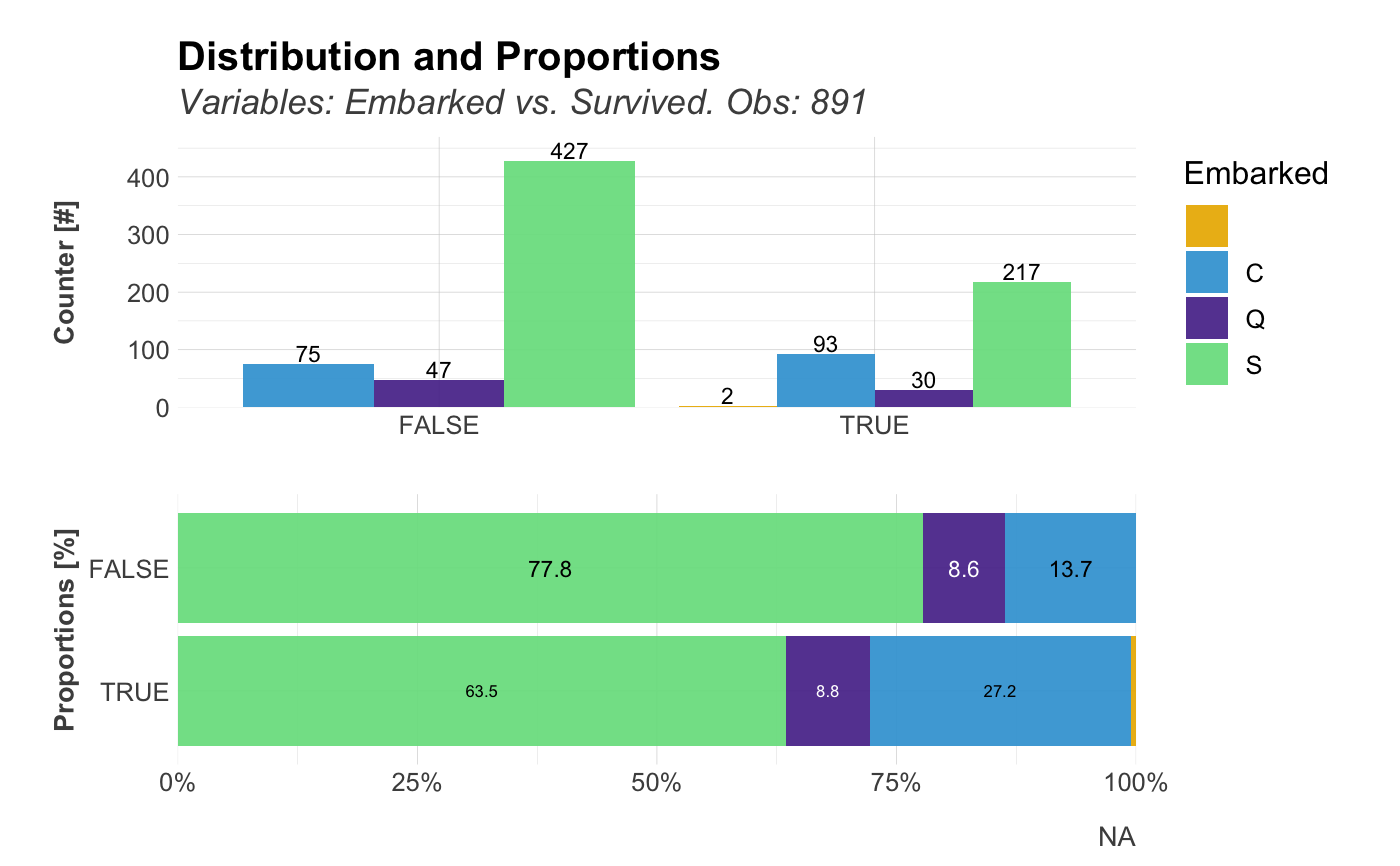 Distribution and Proportions
Variables: Embarked vs. Survived. Obs: 891
Counter [#]
400
300
200
100
0
427
75
47
217
93
30
2
FALSE
TRUE
Embarked
C
Q
S
Proportions [%]
FALSE
77.8
8.6
13.7
TRUE
63.5
8.8
27.2
0%
25%
50%
75%
100%
NA